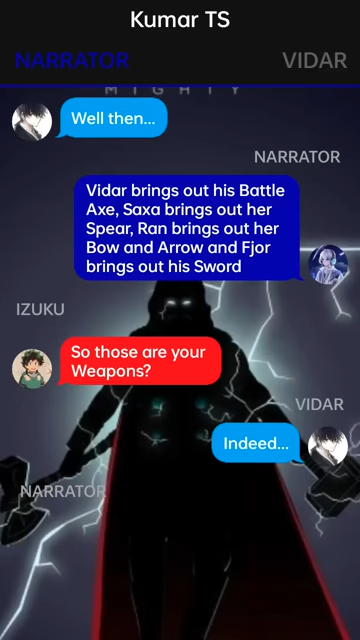 Kumar TS
NARRATOR
VIDAR
MIGHTY
Well then...
NARRATOR
Vidar brings out his Battle
Axe, Saxa brings out her
Spear, Ran brings out her
Bow and Arrow and Fjor
brings out his Sword
IZUKU
So those are your
Weapons?
VIDAR
Indeed...
NARRATOR